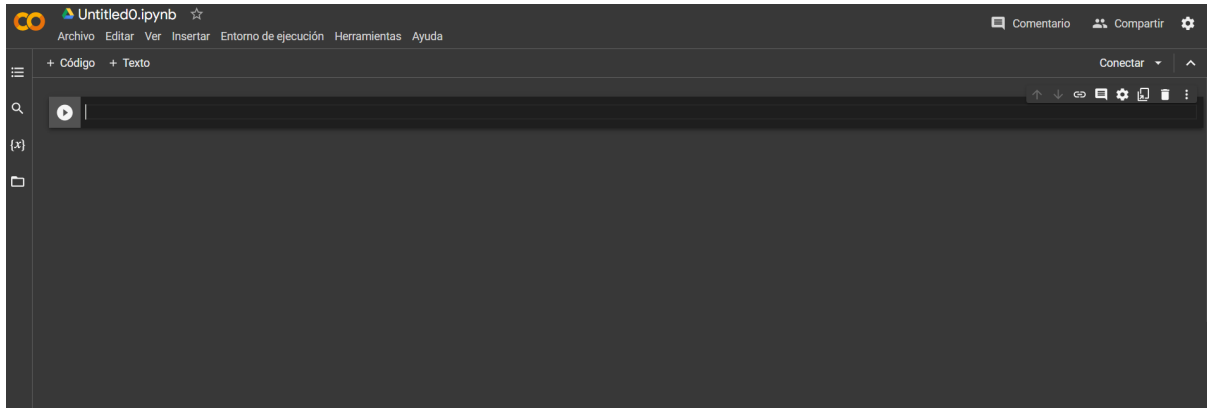 CO Untitled0.ipynb
Archivo Editar Ver Insertar Entorno de ejecución Herramientas Ayuda
Comentario Compartir
+ Código + Texto
Conectar
{x}